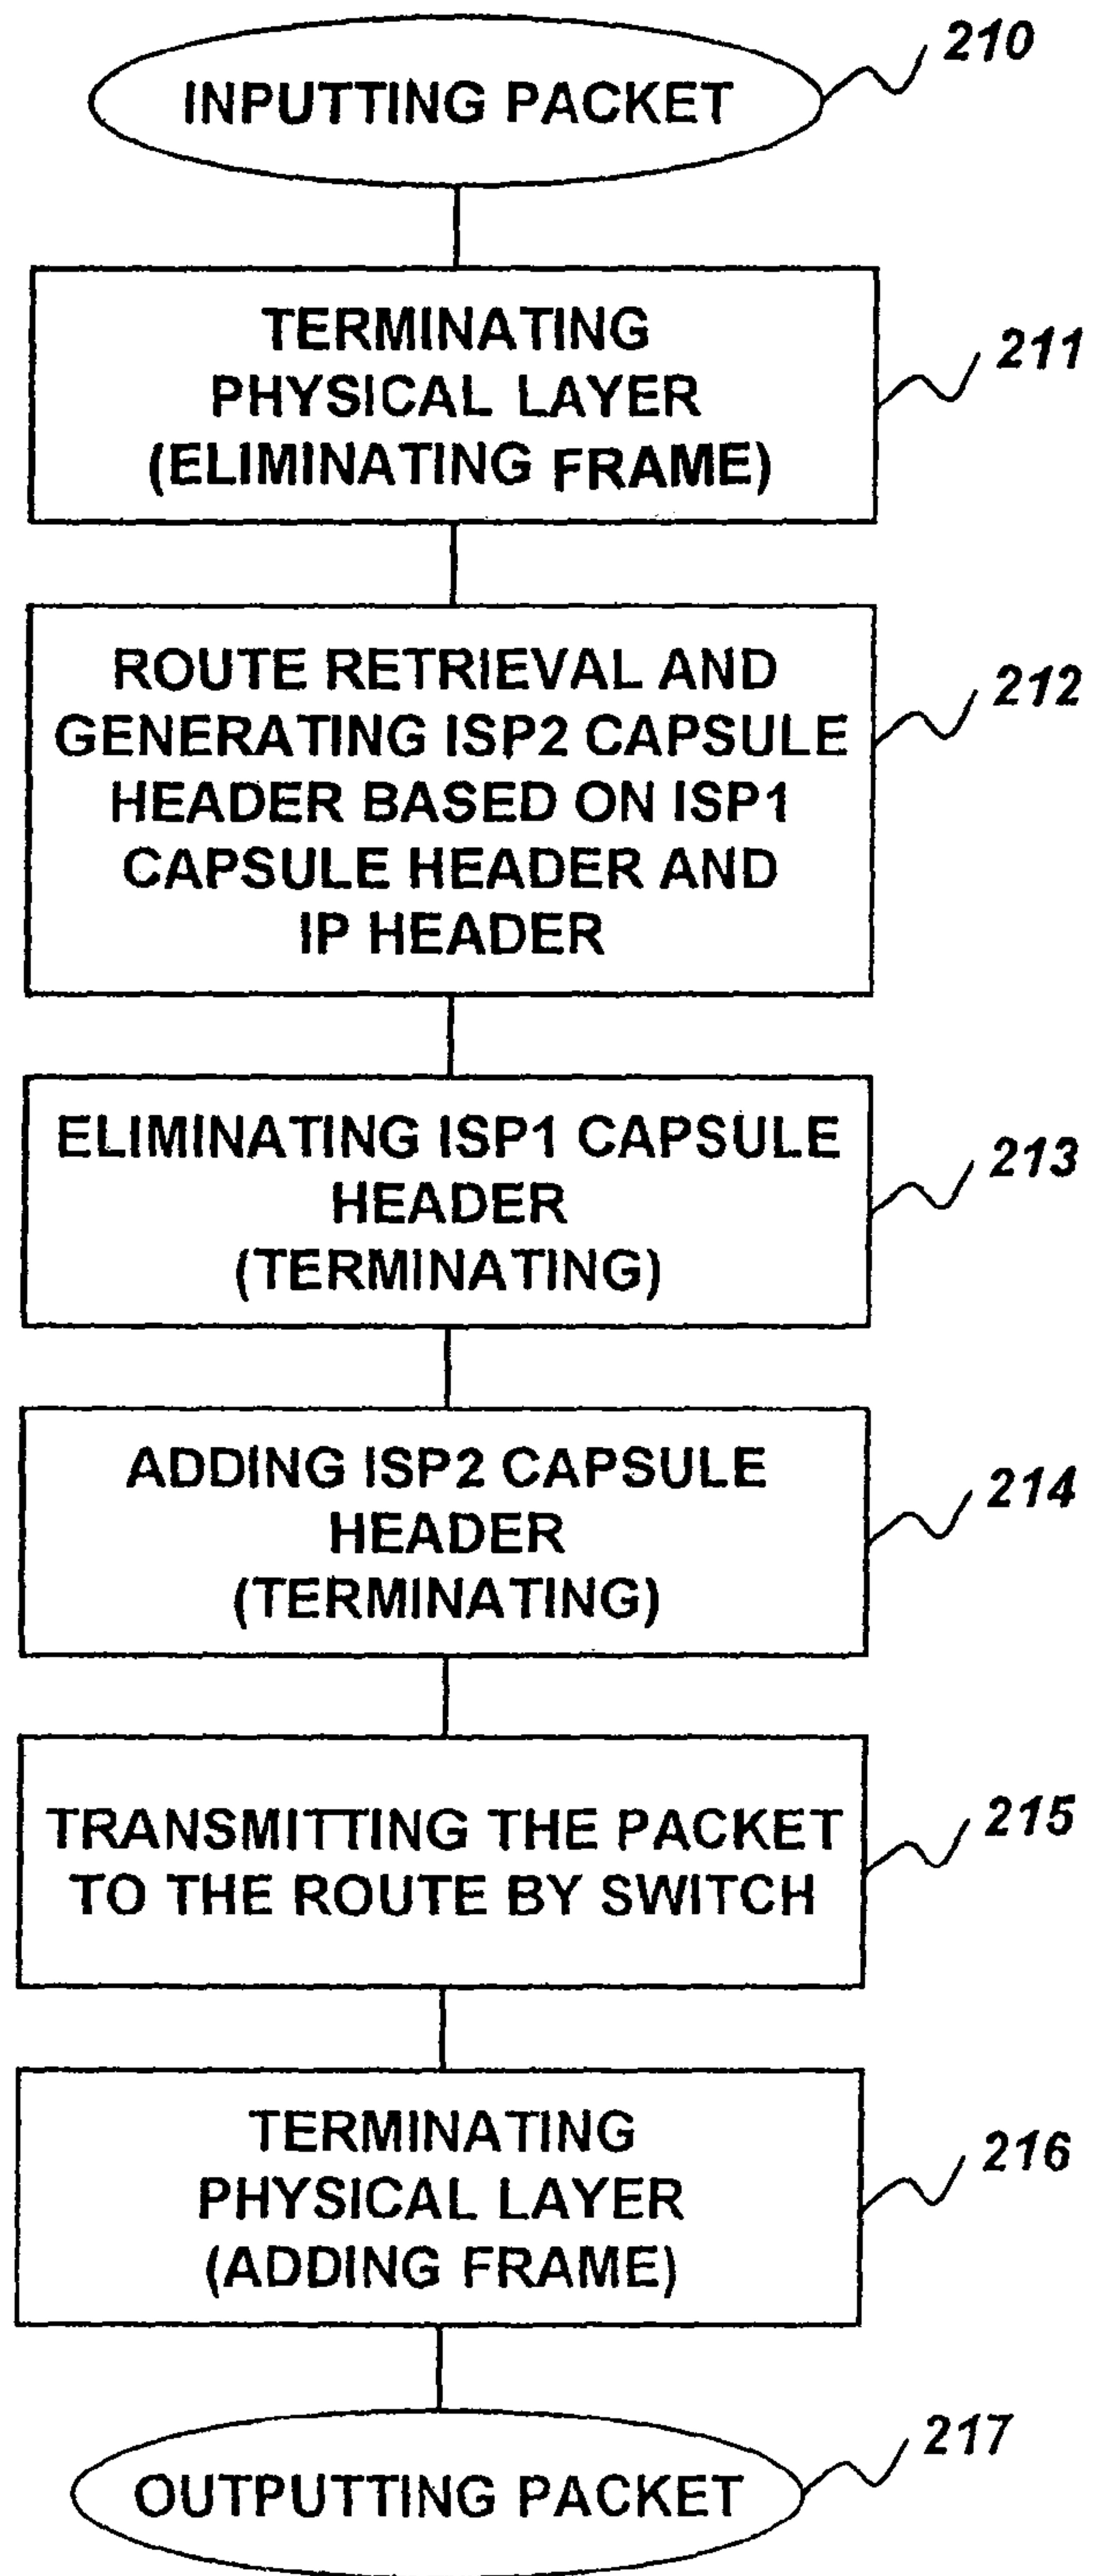 INPUTTING PACKET
210
TERMINATING
PHYSICAL LAYER
(ELIMINATING FRAME)
211
ROUTE RETRIEVAL AND
GENERATING ISP2 CAPSULE
HEADER BASED ON ISP1
CAPSULE HEADER AND
IP HEADER
212
ELIMINATING ISP1 CAPSULE
HEADER
(TERMINATING)
213
ADDING ISP2 CAPSULE
HEADER
(TERMINATING)
214
TRANSMITTING THE PACKET
TO THE ROUTE BY SWITCH
215
TERMINATING
PHYSICAL LAYER
(ADDING FRAME)
216
OUTPUTTING PACKET
217